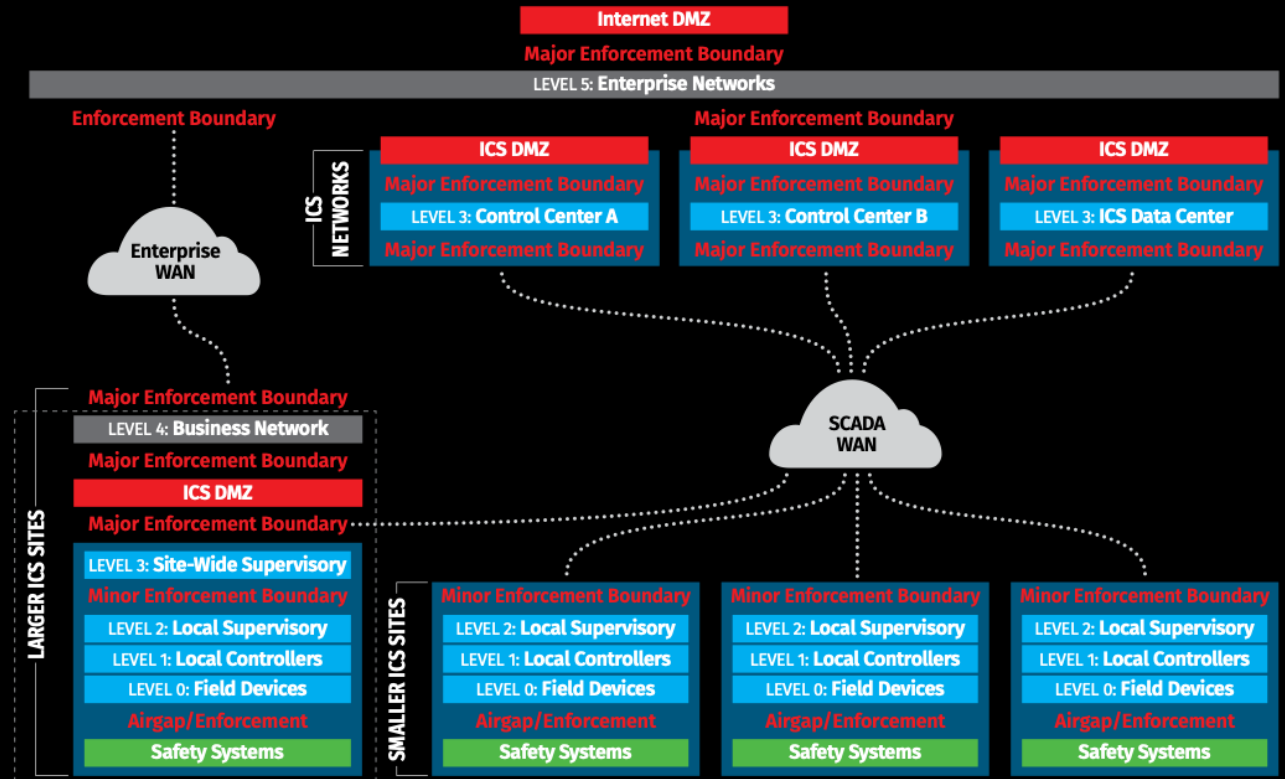 Internet DMZ
Major Enforcement Boundary
LEVEL 5: Enterprise Networks
Enforcement Boundary
Major Enforcement Boundary
Enterprise
WAN
ICS
NETWORKS
ICS DMZ
Major Enforcement Boundary
LEVEL 3: Control Center A
Major Enforcement Boundary
ICS DMZ
Major Enforcement Boundary
LEVEL 3: Control Center B
Major Enforcement Boundary
ICS DMZ
Major Enforcement Boundary
LEVEL 3: ICS Data Center
Major Enforcement Boundary
SCADA
WAN
LARGER ICS SITES
Major Enforcement Boundary
LEVEL 4: Business Network
Major Enforcement Boundary
ICS DMZ
Major Enforcement Boundary
LEVEL 3: Site-Wide Supervisory
Minor Enforcement Boundary
LEVEL 2: Local Supervisory
LEVEL 1: Local Controllers
LEVEL 0: Field Devices
Airgap/Enforcement
Safety Systems
SMALLER ICS SITES
Minor Enforcement Boundary
LEVEL 2: Local Supervisory
LEVEL 1: Local Controllers
LEVEL 0: Field Devices
Airgap/Enforcement
Safety Systems
Minor Enforcement Boundary
LEVEL 2: Local Supervisory
LEVEL 1: Local Controllers
LEVEL 0: Field Devices
Airgap/Enforcement
Safety Systems
Minor Enforcement Boundary
LEVEL 2: Local Supervisory
LEVEL 1: Local Controllers
LEVEL 0: Field Devices
Airgap/Enforcement
Safety Systems